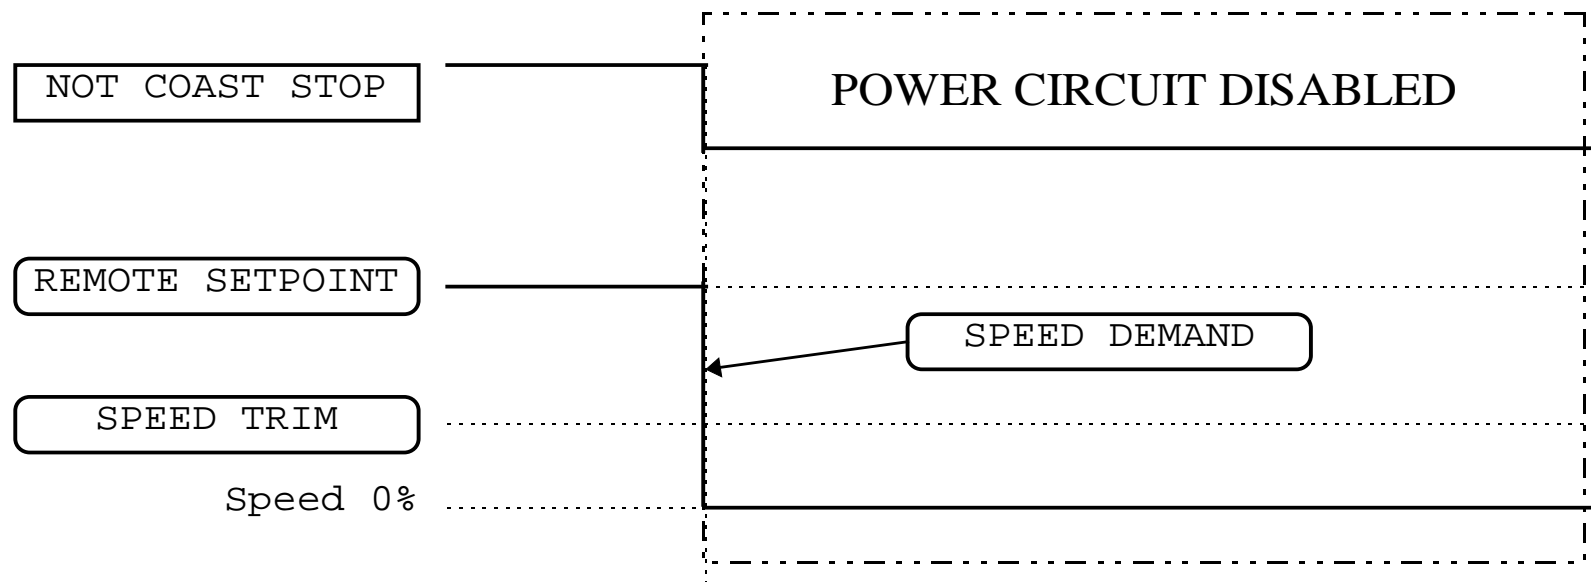 NOT COAST STOP
POWER CIRCUIT DISABLED
REMOTE SETPOINT
SPEED DEMAND
SPEED TRIM
Speed 0%